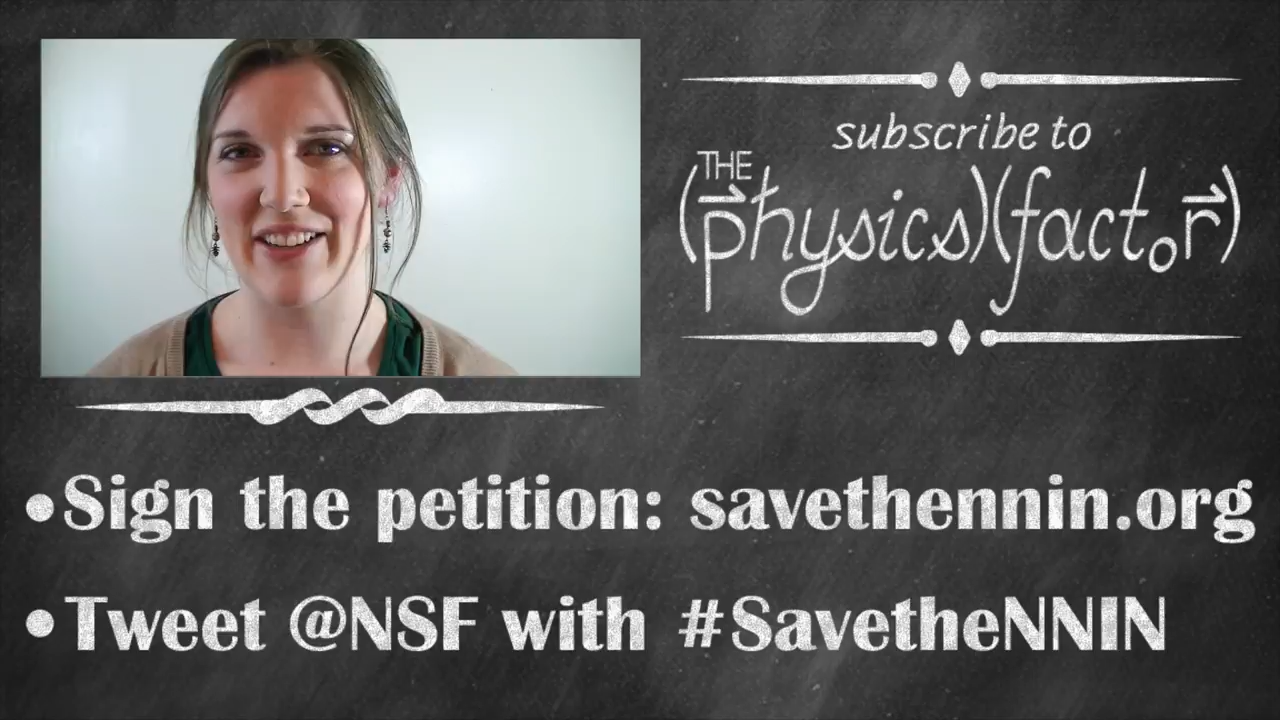 subscribe to
THE
(physics)(factor)
•Sign the petition: savethennin.org
•Tweet @NSF with #SavetheNNIN